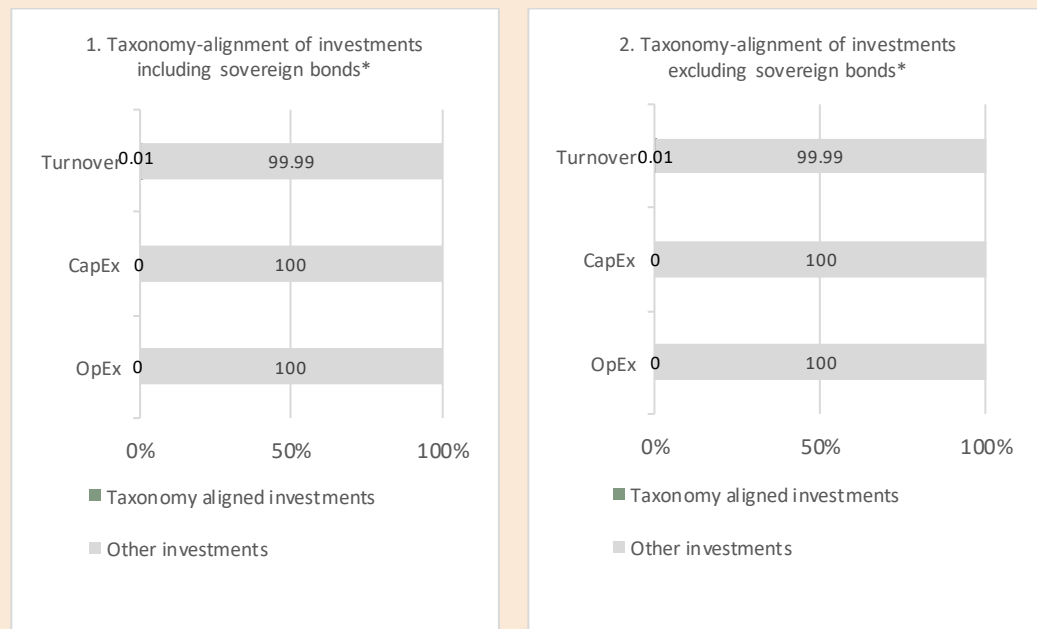 1. Taxonomy-alignment of investments
including sovereign bonds*
Turnover 0.01 99.99
CapEx 0 100
OpEx 0 100
0% 50% 100%
Taxonomy aligned investments
Other investments
2. Taxonomy-alignment of investments
excluding sovereign bonds*
Turnover 0.01 99.99
CapEx 0 100
OpEx 0 100
0% 50% 100%
Taxonomy aligned investments
Other investments